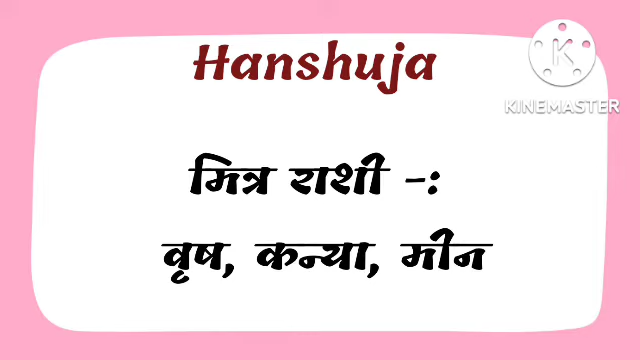 Hanshuja
KINEMASTER
मित्र राशी -:
वृष, कन्या, मीन